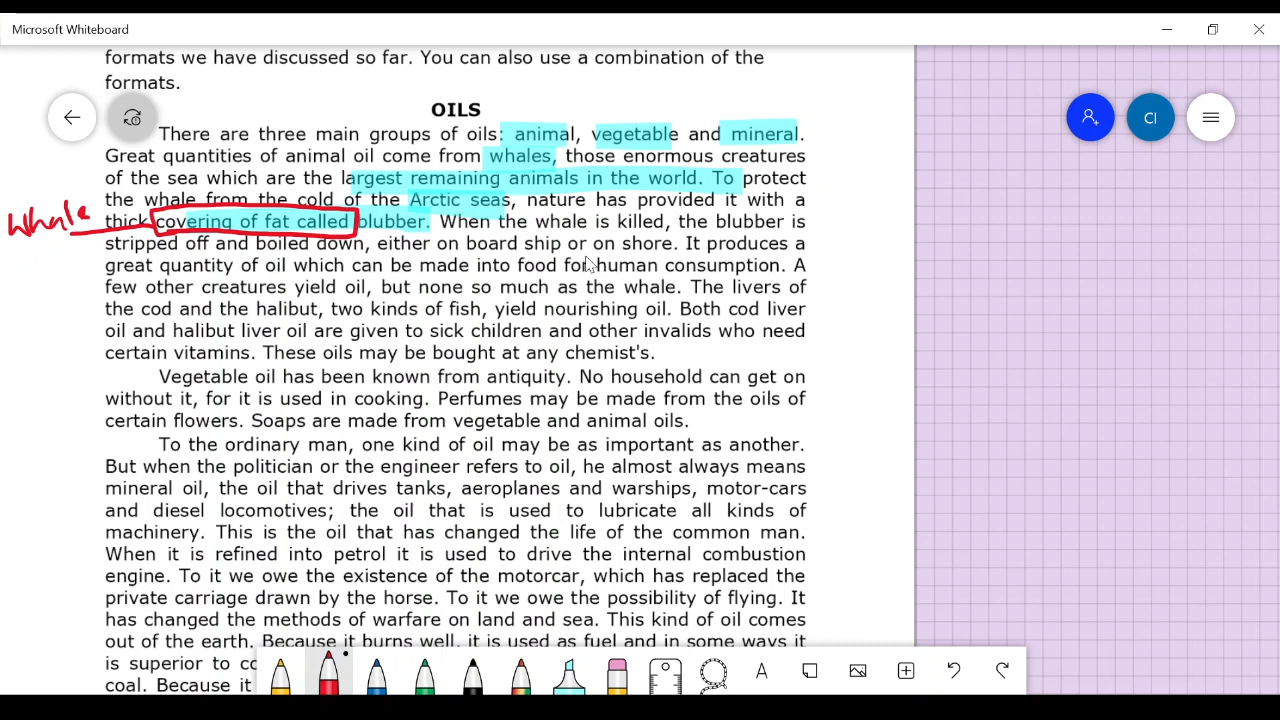 Microsoft Whiteboard
formats we have discussed so far. You can also use a combination of the
formats.
OILS
There are three main groups of oils: animal, vegetable and mineral.
Great quantities of animal oil come from whales, those enormous creatures
of the sea which are the largest remaining animals in the world. To protect
the whale from the cold of the Arctic seas, nature has provided it with a
Whale
thick covering of fat called blubber. When the whale is killed, the blubber is
stripped off and boiled down, either on board ship or on shore. It produces a
great quantity of oil which can be made into food for human consumption. A
few other creatures yield oil, but none so much as the whale. The livers of
the cod and the halibut, two kinds of fish, yield nourishing oil. Both cod liver
oil and halibut liver oil are given to sick children and other invalids who need
certain vitamins. These oils may be bought at any chemist's.
Vegetable oil has been known from antiquity. No household can get on
without it, for it is used in cooking. Perfumes may be made from the oils of
certain flowers. Soaps are made from vegetable and animal oils.
To the ordinary man, one kind of oil may be as important as another.
But when the politician or the engineer refers to oil, he almost always means
mineral oil, the oil that drives tanks, aeroplanes and warships, motor-cars
and diesel locomotives; the oil that is used to lubricate all kinds of
machinery. This is the oil that has changed the life of the common man.
When it is refined into petrol it is used to drive the internal combustion
engine. To it we owe the existence of the motorcar, which has replaced the
private carriage drawn by the horse. To it we owe the possibility of flying. It
has changed the methods of warfare on land and sea. This kind of oil comes
out of the earth. Because it burns well, it is used as fuel and in some ways it
is superior to
coal. Because it
CI
A